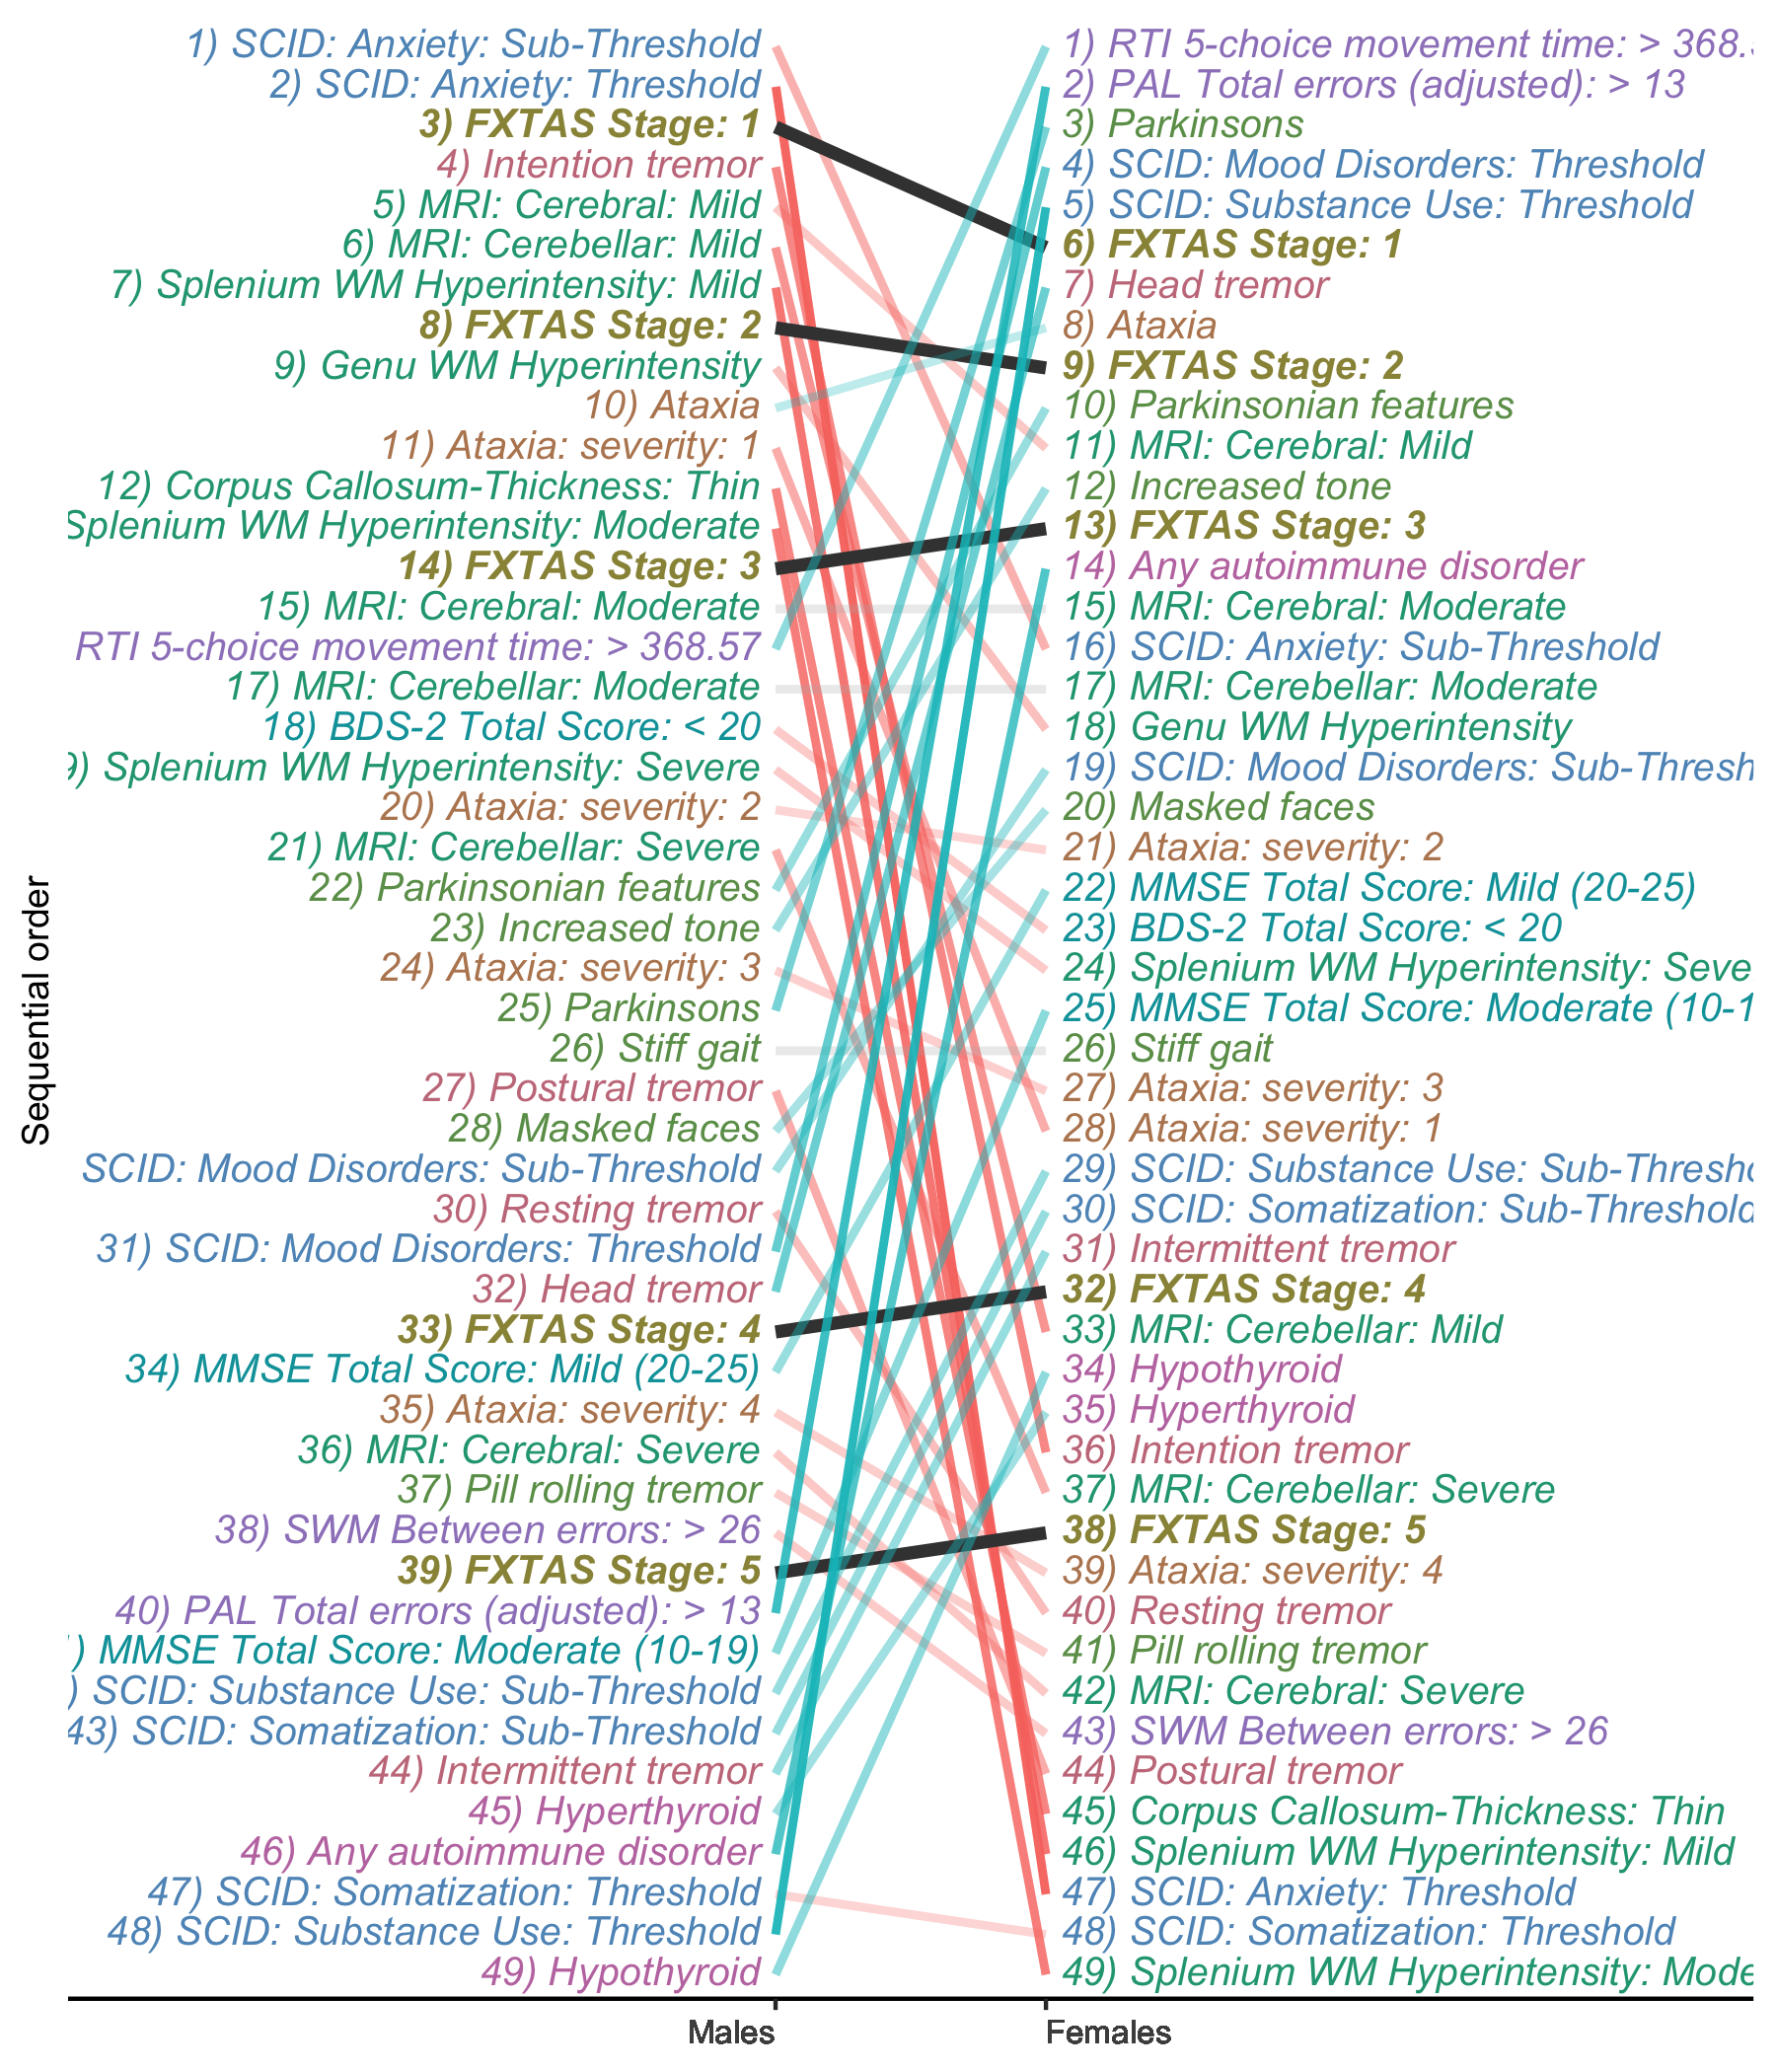 Sequential order
1) SCID: Anxiety: Sub-Threshold
2) SCID: Anxiety: Threshold
3) FXTAS Stage: 1
4) Intention tremor
5) MRI: Cerebral: Mild
6) MRI: Cerebellar: Mild
7) Splenium WM Hyperintensity: Mild
8) FXTAS Stage: 2
9) Genu WM Hyperintensity
10) Ataxia
11) Ataxia: severity: 1
12) Corpus Callosum-Thickness: Thin
Splenium WM Hyperintensity: Moderate
14) FXTAS Stage: 3
15) MRI: Cerebral: Moderate
RTI 5-choice movement time: > 368.57
17) MRI: Cerebellar: Moderate
18) BDS-2 Total Score: < 20
9) Splenium WM Hyperintensity: Severe
20) Ataxia: severity: 2
21) MRI: Cerebellar: Severe
22) Parkinsonian features
23) Increased tone
24) Ataxia: severity: 3
25) Parkinsons
26) Stiff gait
27) Postural tremor
28) Masked faces
SCID: Mood Disorders: Sub-Threshold
30) Resting tremor
31) SCID: Mood Disorders: Threshold
32) Head tremor
33) FXTAS Stage: 4
34) MMSE Total Score: Mild (20-25)
35) Ataxia: severity: 4
36) MRI: Cerebral: Severe
37) Pill rolling tremor
38) SWM Between errors: > 26
39) FXTAS Stage: 5
40) PAL Total errors (adjusted): > 13
) MMSE Total Score: Moderate (10-19)
) SCID: Substance Use: Sub-Threshold
43) SCID: Somatization: Sub-Threshold
44) Intermittent tremor
45) Hyperthyroid
46) Any autoimmune disorder
47) SCID: Somatization: Threshold
48) SCID: Substance Use: Threshold
49) Hypothyroid
1) RTI 5-choice movement time: > 368.
2) PAL Total errors (adjusted): > 13
3) Parkinsons
4) SCID: Mood Disorders: Threshold
5) SCID: Substance Use: Threshold
6) FXTAS Stage: 1
7) Head tremor
8) Ataxia
9) FXTAS Stage: 2
10) Parkinsonian features
11) MRI: Cerebral: Mild
12) Increased tone
13) FXTAS Stage: 3
14) Any autoimmune disorder
15) MRI: Cerebral: Moderate
16) SCID: Anxiety: Sub-Threshold
17) MRI: Cerebellar: Moderate
18) Genu WM Hyperintensity
19) SCID: Mood Disorders: Sub-Thresh
20) Masked faces
21) Ataxia: severity: 2
22) MMSE Total Score: Mild (20-25)
23) BDS-2 Total Score: < 20
24) Splenium WM Hyperintensity: Seve
25) MMSE Total Score: Moderate (10-1
26) Stiff gait
27) Ataxia: severity: 3
28) Ataxia: severity: 1
29) SCID: Substance Use: Sub-Thresho
30) SCID: Somatization: Sub-Threshold
31) Intermittent tremor
32) FXTAS Stage: 4
33) MRI: Cerebellar: Mild
34) Hypothyroid
35) Hyperthyroid
36) Intention tremor
37) MRI: Cerebellar: Severe
38) FXTAS Stage: 5
39) Ataxia: severity: 4
40) Resting tremor
41) Pill rolling tremor
42) MRI: Cerebral: Severe
43) SWM Between errors: > 26
44) Postural tremor
45) Corpus Callosum-Thickness: Thin
46) Splenium WM Hyperintensity: Mild
47) SCID: Anxiety: Threshold
48) SCID: Somatization: Threshold
49) Splenium WM Hyperintensity: Mode
Males
Females